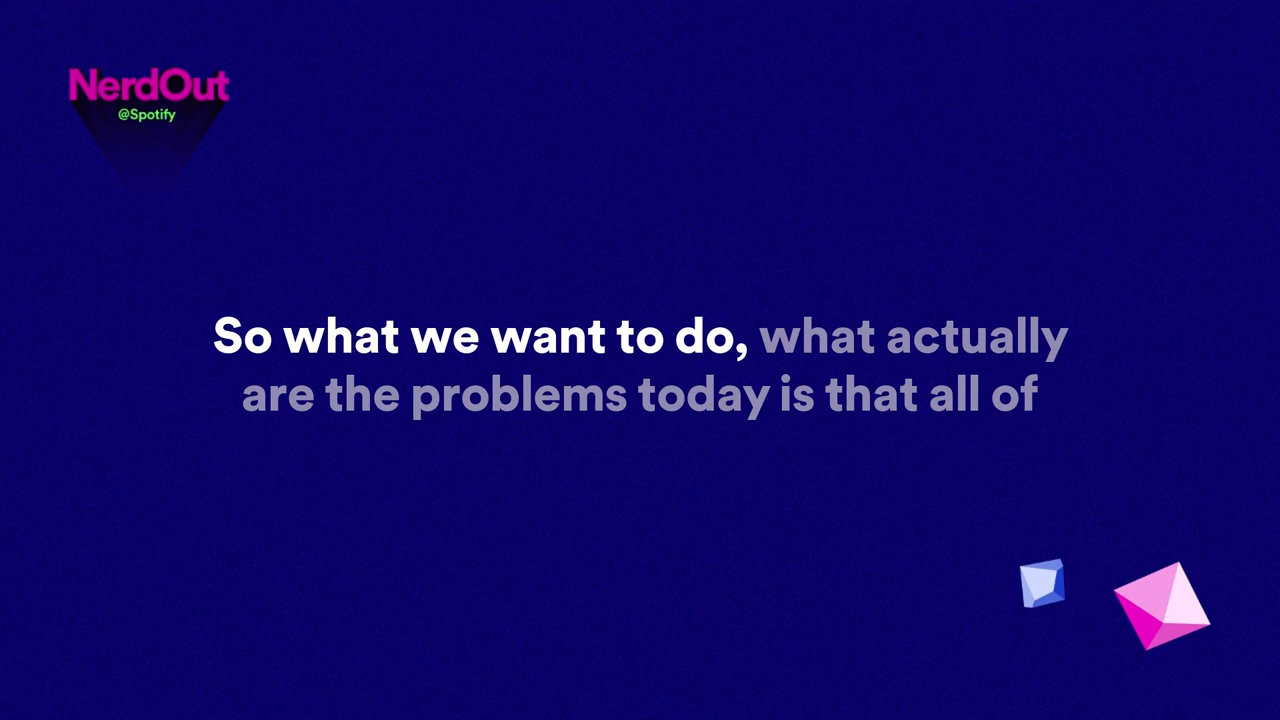 NerdOut
@Spotify
So what we want to do, what actually
are the problems today is that all of